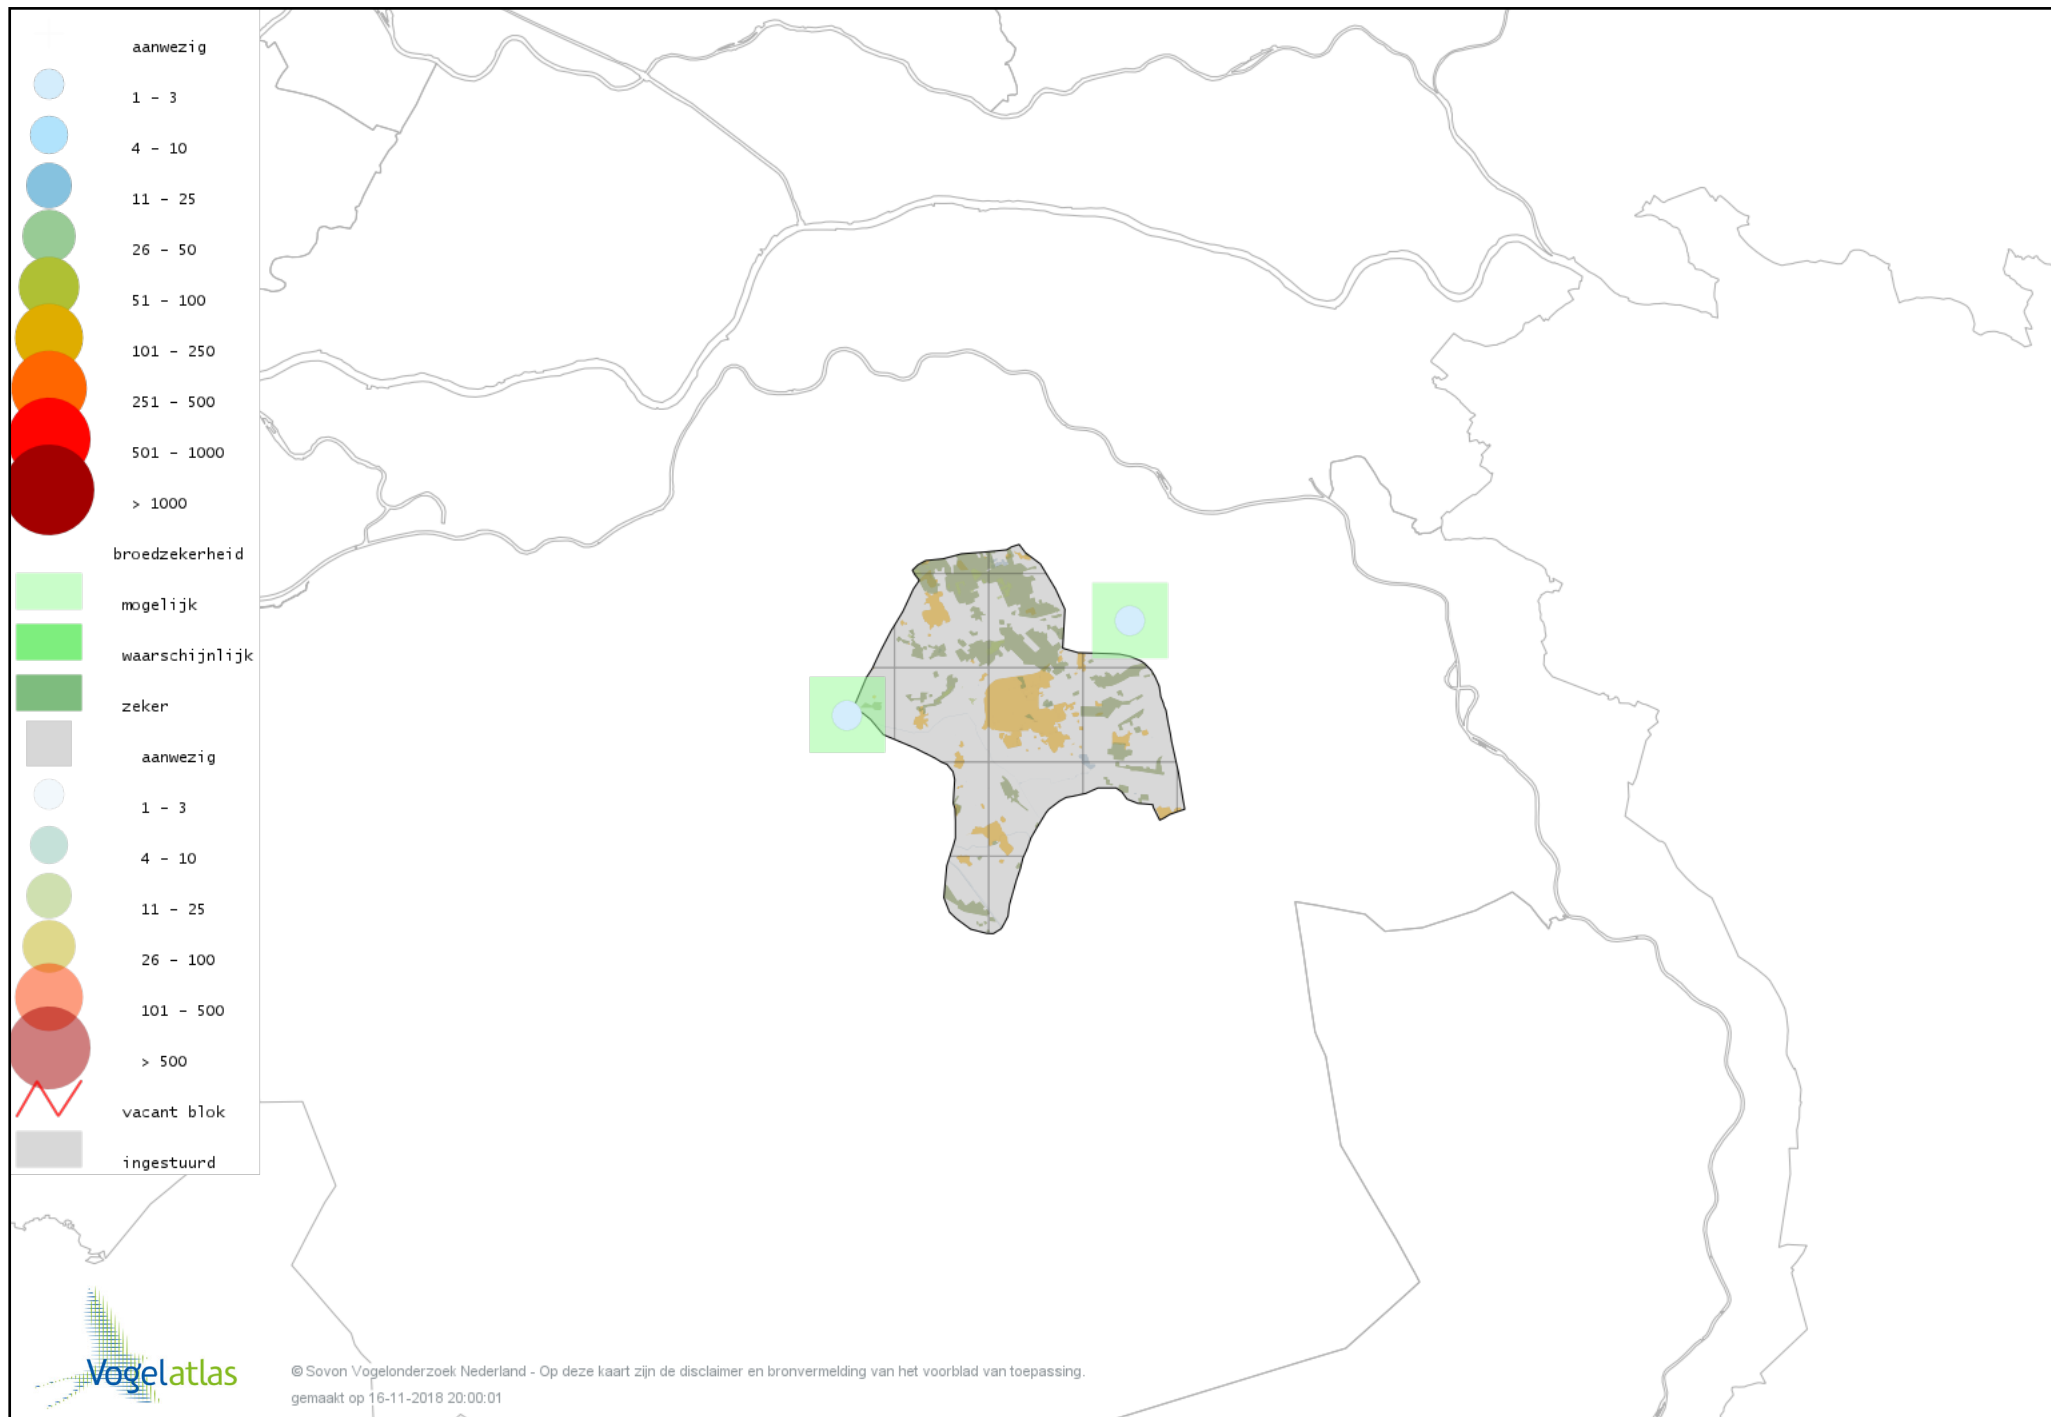 aanwezig
1 - 3
4 - 10
11 - 25
26 - 50
51 - 100
101 - 250
251 - 500
501 - 1000
> 1000
broedzekerheid
mogelijk
waarschijnlijk
zeker
aanwezig
1 - 3
4 - 10
11 - 25
26 - 100
101 - 500
> 500
vacant blok
ingestuurd
Vogelatlas
© Sovon Vogelonderzoek Nederland - Op deze kaart zijn de disclaimer en bronvermelding van het voorblad van toepassing.
gemaakt op 16-11-2018 20:00:01